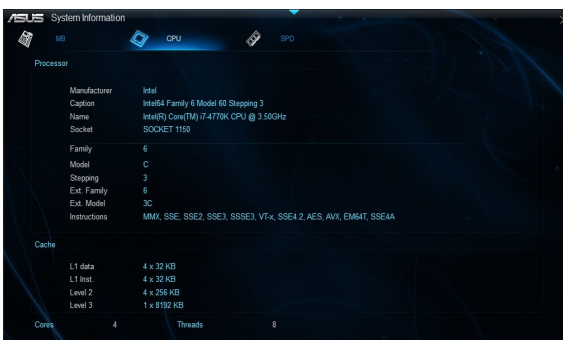 ASUS System Information
MB CPU SPD
Processor
Manufacturer Intel
Caption Intel64 Family 6 Model 60 Stepping 3
Name Intel(R) Core(TM) i7-4770K CPU @ 3.50GHz
Socket SOCKET 1150
Family 6
Model C
Stepping 3
Ext. Family 6
Ext. Model 3C
Instructions MMX, SSE, SSE2, SSE3, SSSE3, VT-x, SSE4.2, AES, AVX, EM64T, SSE4A
Cache
L1 data 4 x 32 KB
L1 Inst. 4 x 32 KB
Level 2 4 x 256 KB
Level 3 1 x 8192 KB
Cores 4 Threads 8